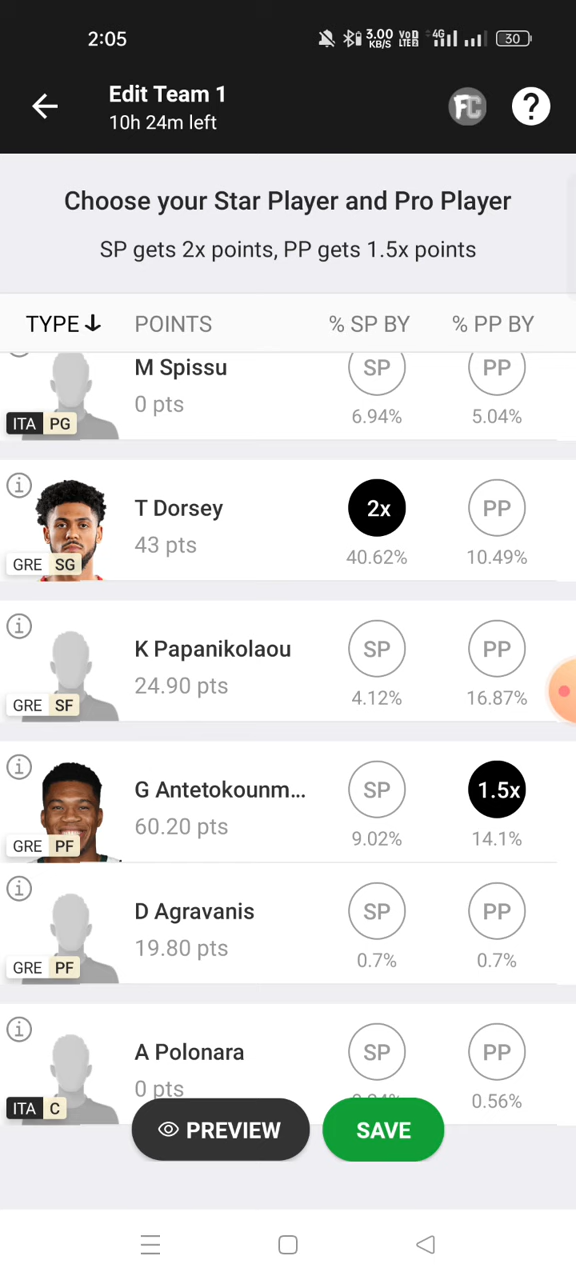 2:05 3.00 KB/S VoD LTE2 4G 30
Edit Team 1
10h 24m left
FC ?
Choose your Star Player and Pro Player
SP gets 2x points, PP gets 1.5x points
TYPE POINTS % SP BY % PP BY
M Spissu SP PP
0 pts
6.94% 5.04%
ITA PG
T Dorsey 2x PP
43 pts
40.62% 10.49%
GRE SG
K Papanikolaou SP PP
24.90 pts
4.12% 16.87%
GRE SF
G Antetokounm... SP 1.5x
60.20 pts
9.02% 14.1%
GRE PF
D Agravanis SP PP
19.80 pts
0.7% 0.7%
GRE PF
A Polonara SP PP
0 pts
0.56%
ITA C
PREVIEW SAVE